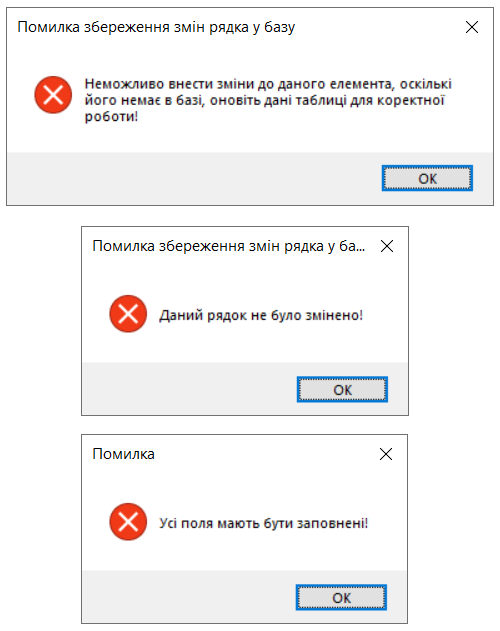 Помилка збереження змін рядка у базу
Неможливо внести зміни до даного елемента, оскілкі
його немає в базі, оновіть дані таблиці для коректної
роботи!
OK
Помилка збереження змін рядка у ба...
Даний рядок не було змінено!
OK
Помилка
Усі поля мають бути заповнені!
OK